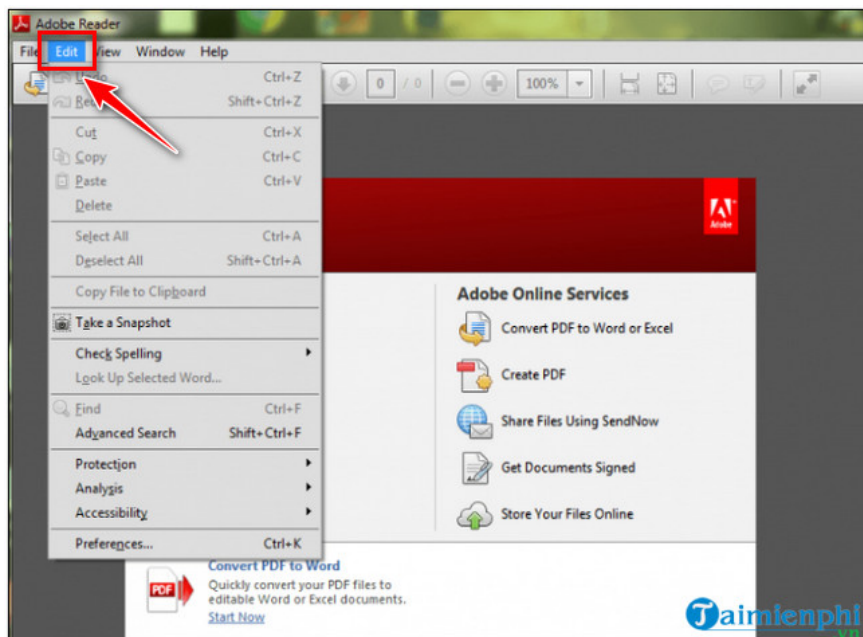 Adobe Reader
File Edit View Window Help
0 / 0 100%
Undo Ctrl+Z
Redo Shift+Ctrl+Z
Cut Ctrl+X
Copy Ctrl+C
Paste Ctrl+V
Delete
Select All Ctrl+A
Deselect All Shift+Ctrl+A
Copy File to Clipboard
Take a Snapshot
Check Spelling
Look Up Selected Word...
Find Ctrl+F
Advanced Search Shift+Ctrl+F
Protection
Analysis
Accessibility
Preferences... Ctrl+K
Adobe
Adobe Online Services
Convert PDF to Word or Excel
Create PDF
Share Files Using SendNow
Get Documents Signed
Store Your Files Online
PDF
Convert PDF to Word
Quickly convert your PDF files to
editable Word or Excel documents.
Start Now
Taimienphi
.vn